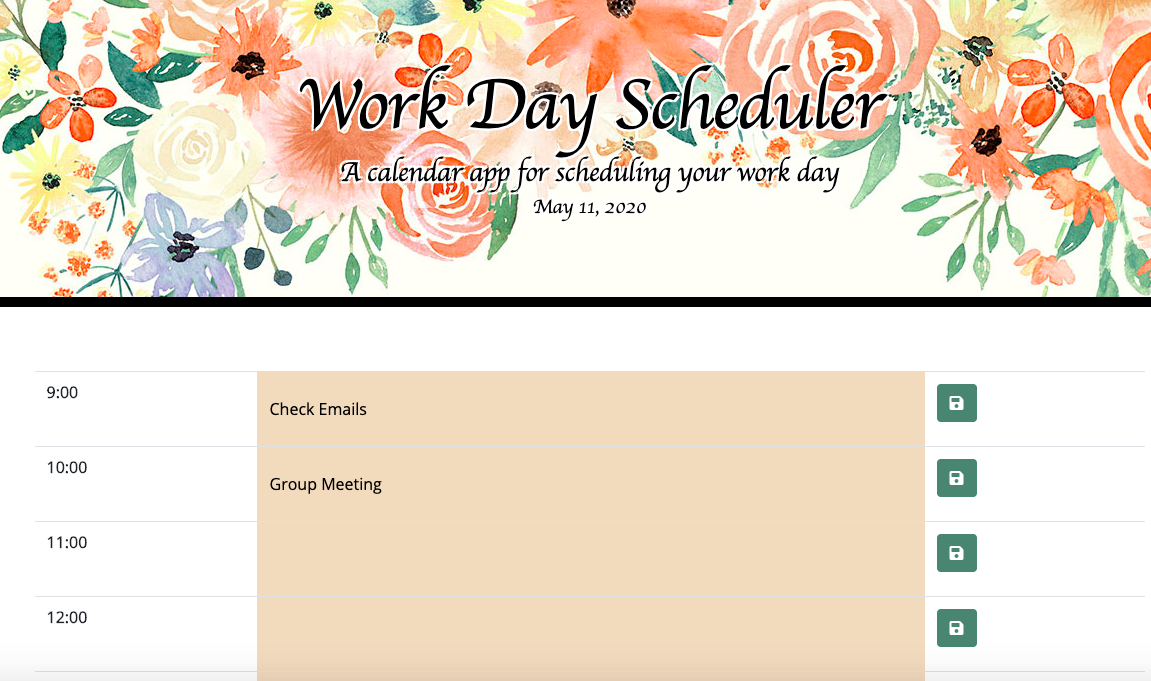 Work Day Scheduler
A calendar app for scheduling your work day
May 11, 2020
9:00
Check Emails
10:00
Group Meeting
11:00
12:00